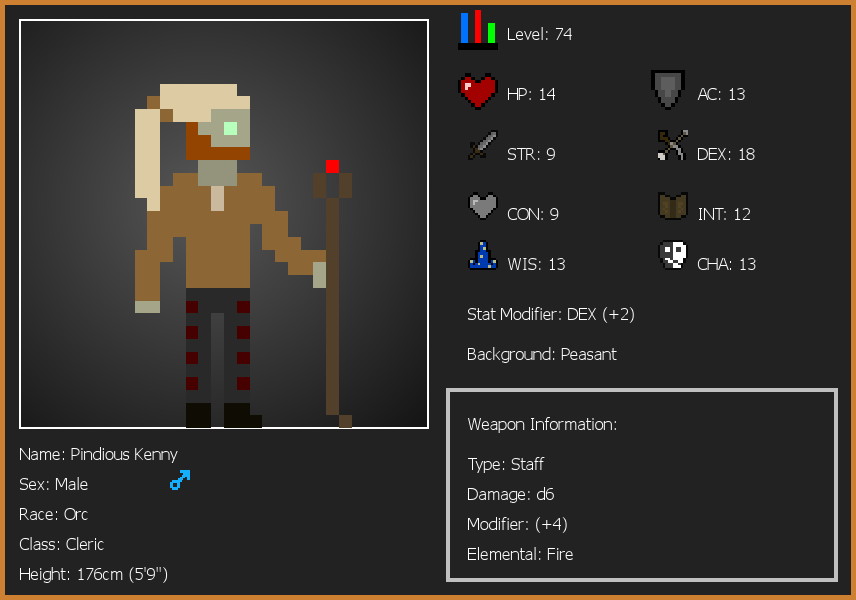 Level: 74
HP: 14
AC: 13
STR: 9
DEX: 18
CON: 9
INT: 12
WIS: 13
CHA: 13
Stat Modifier: DEX (+2)
Background: Peasant
Weapon Information:
Type: Staff
Damage: d6
Modifier: (+4)
Elemental: Fire
Name: Pindious Kenny
Sex: Male
Race: Orc
Class: Cleric
Height: 176cm (5'9")